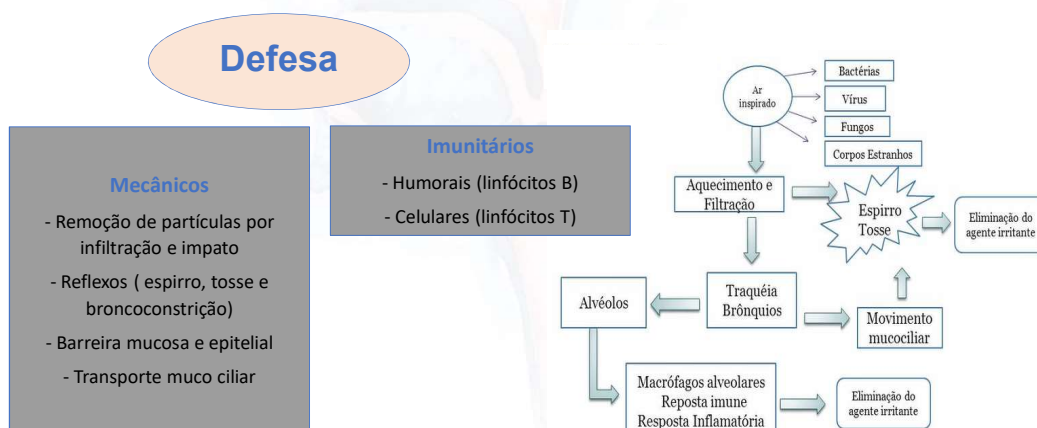 Defesa
Mecânicos
- Remoção de partículas por
infiltração e impato
- Reflexos ( espirro, tosse e
broncoconstrição)
- Barreira mucosa e epitelial
- Transporte muco ciliar
Imunitários
- Humorais (linfócitos B)
- Celulares (linfócitos T)
Ar
inspirado
Bactérias
Vírus
Fungos
Corpos Estranhos
Aquecimento e
Filtração
Espirro
Tosse
Eliminação do
agente irritante
Alvéolos
Traquéia
Brônquios
Movimento
mucociliar
Macrófagos alveolares
Reposta imune
Resposta Inflamatória
Eliminação do
agente irritante